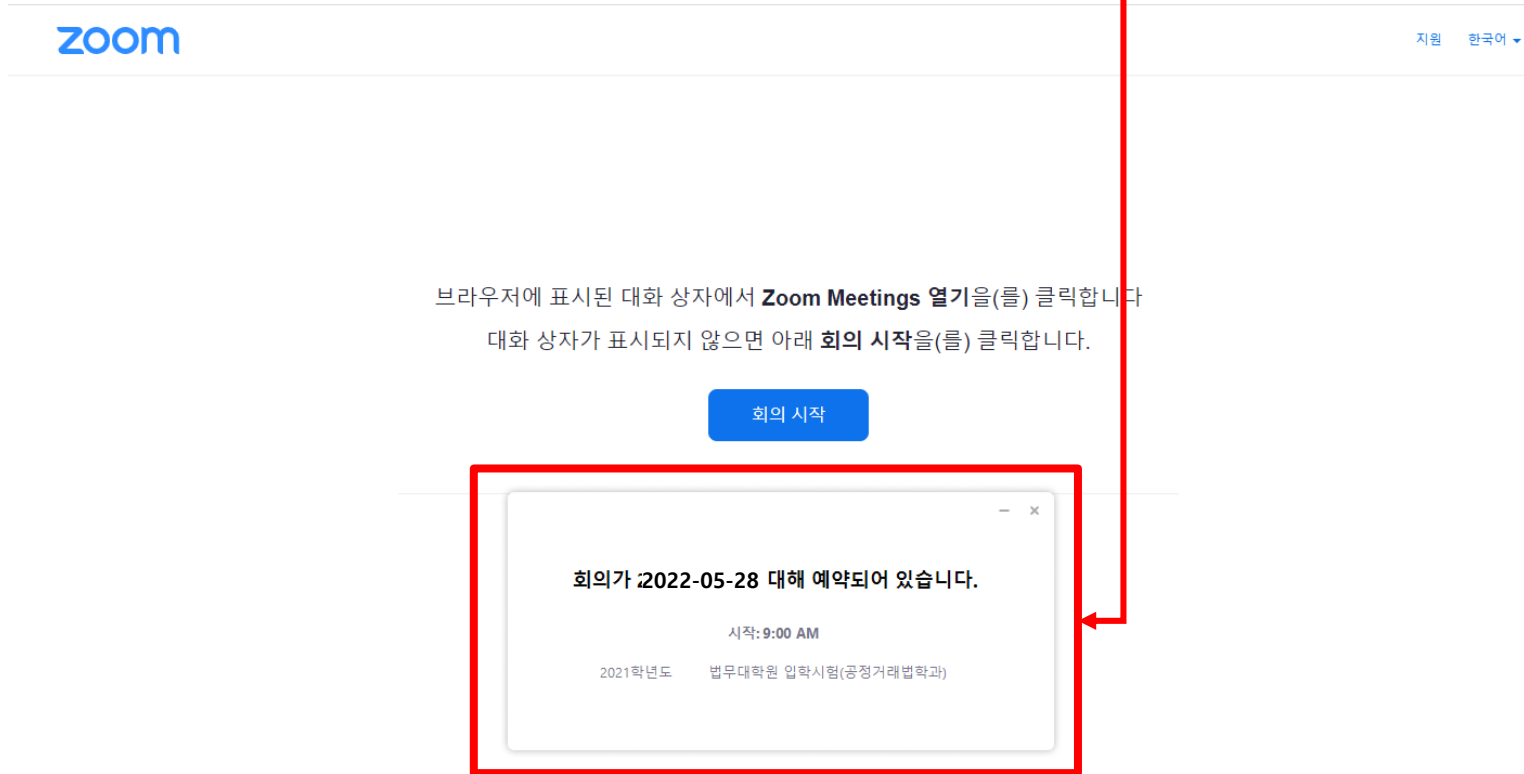 zoom
지원 한국어
브라우저에 표시된 대화 상자에서 Zoom Meetings 열기을(를) 클릭합니다
대화 상자가 표시되지 않으면 아래 회의 시작을(를) 클릭합니다.
회의 시작
회의가 2022-05-28 대해 예약되어 있습니다.
시작: 9:00 AM
2021학년도 법무대학원 입학시험(공정거래법학과)